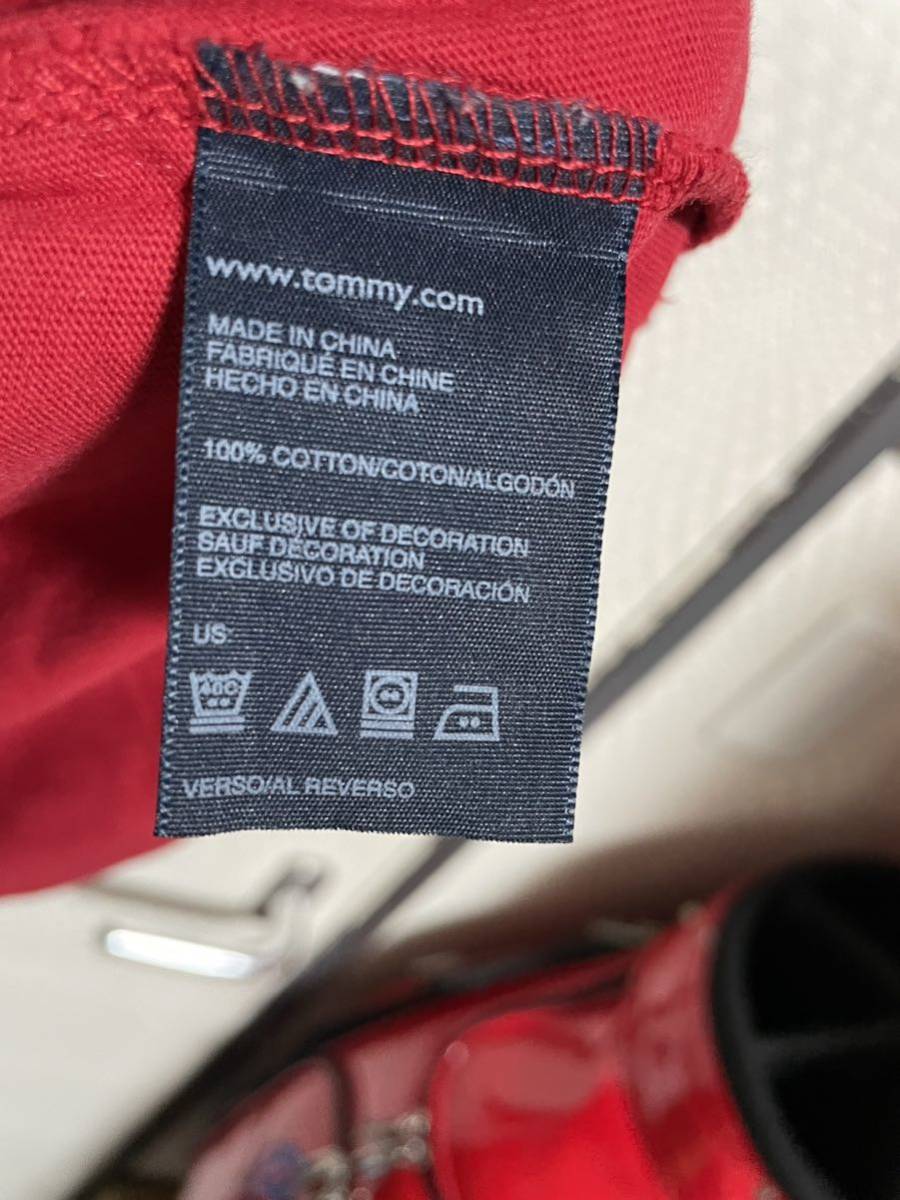 www.tommy.com
MADE IN CHINA
FABRIQUÉ EN CHINE
HECHO EN CHINA
100% COTTON/COTON/ALGODÓN
EXCLUSIVE OF DECORATION
SAUF DÉCORATION
EXCLUSIVO DE DECORACIÓN
US:
40C
VERSO/AL REVERSO